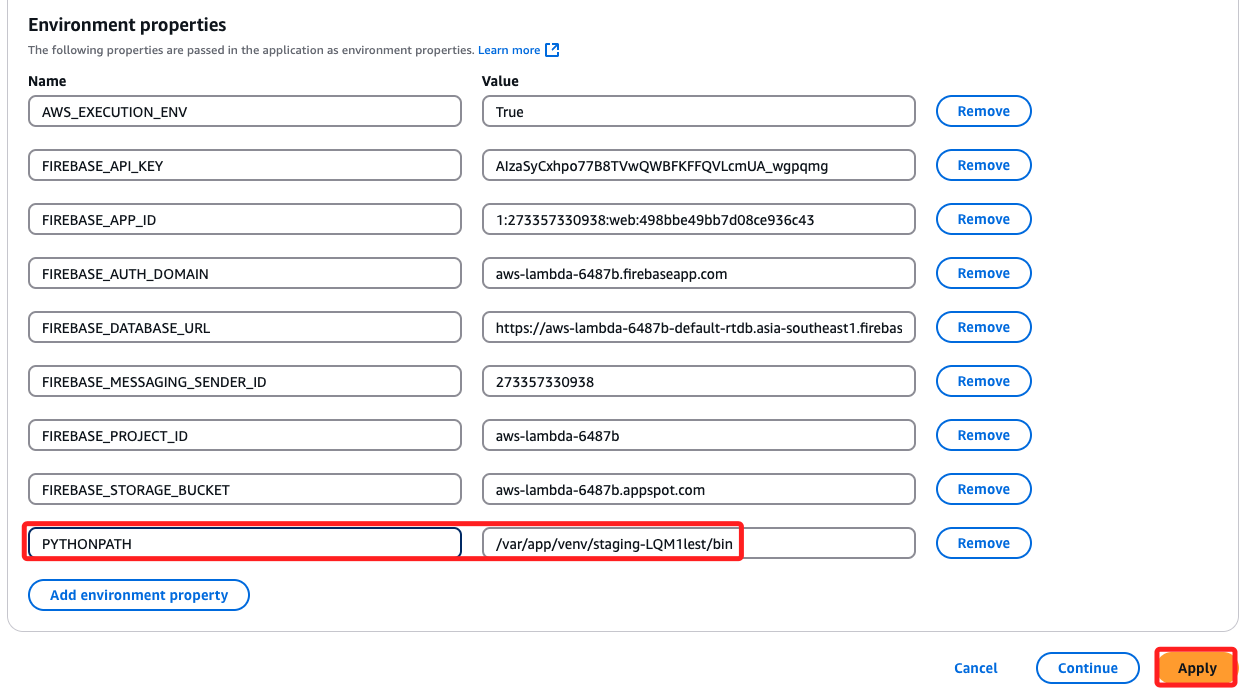 Environment properties
The following properties are passed in the application as environment properties. Learn more
Name Value
AWS_EXECUTION_ENV True Remove
FIREBASE_API_KEY AIzaSyCxhpo77B8TVwQWBFKFFQVLcmUA_wgpqmg Remove
FIREBASE_APP_ID 1:273357330938:web:498bbe49bb7d08ce936c43 Remove
FIREBASE_AUTH_DOMAIN aws-lambda-6487b.firebaseapp.com Remove
FIREBASE_DATABASE_URL https://aws-lambda-6487b-default-rtdb.asia-southeast1.firebas Remove
FIREBASE_MESSAGING_SENDER_ID 273357330938 Remove
FIREBASE_PROJECT_ID aws-lambda-6487b Remove
FIREBASE_STORAGE_BUCKET aws-lambda-6487b.appspot.com Remove
PYTHONPATH /var/app/venv/staging-LQM1lest/bin Remove
Add environment property
Cancel Continue Apply